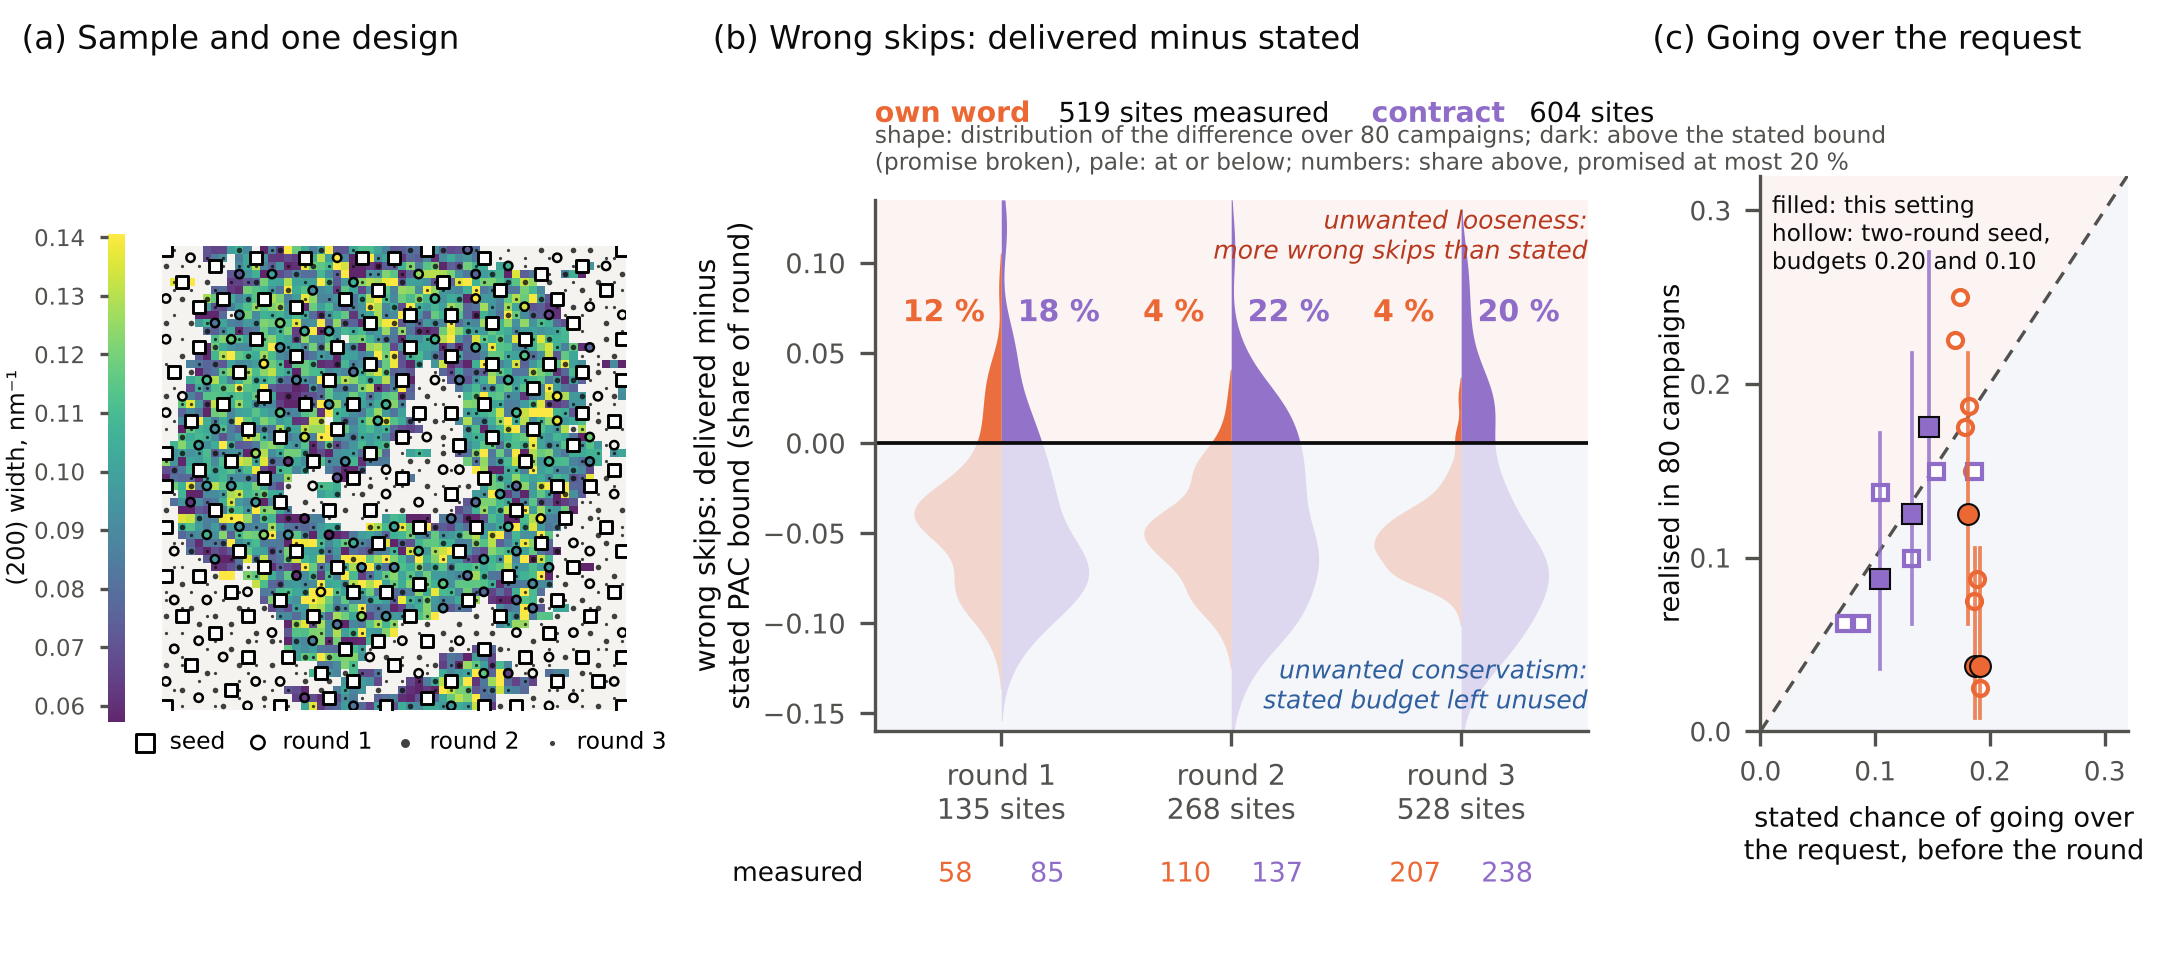 (a) Sample and one design
(b) Wrong skips: delivered minus stated
(c) Going over the request
0.14
0.13
0.12
0.11
0.10
0.09
0.08
0.07
0.06
(200) width, nm⁻¹
seed
round 1
round 2
round 3
own word 519 sites measured contract 604 sites
shape: distribution of the difference over 80 campaigns; dark: above the stated bound
(promise broken), pale: at or below; numbers: share above, promised at most 20 %
wrong skips: delivered minus
stated PAC bound (share of round)
0.10
0.05
0.00
−0.05
−0.10
−0.15
unwanted looseness:
more wrong skips than stated
12 % 18 % 4 % 22 % 4 % 20 %
unwanted conservatism:
stated budget left unused
round 1
135 sites
round 2
268 sites
round 3
528 sites
measured 58 85 110 137 207 238
realised in 80 campaigns
0.3
0.2
0.1
0.0
filled: this setting
hollow: two-round seed,
budgets 0.20 and 0.10
0.0 0.1 0.2 0.3
stated chance of going over
the request, before the round